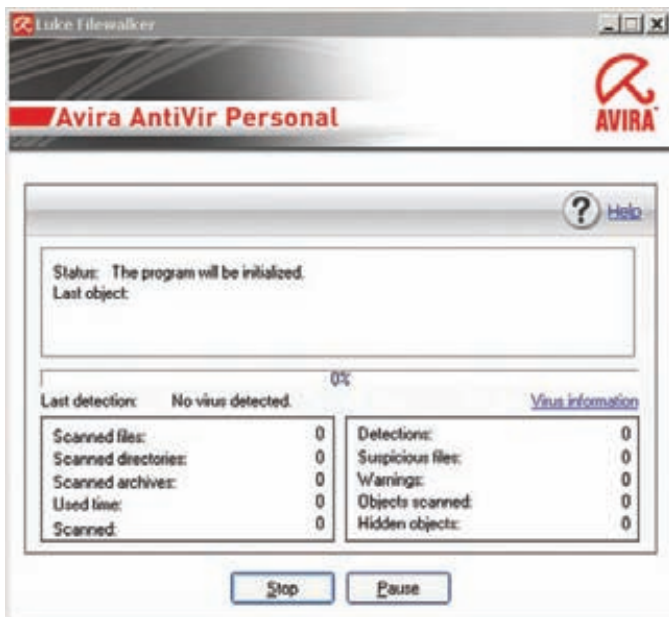 Luke Filewalker
Avira AntiVir Personal
AVIRA
? Help
Status: The program will be initialized.
Last object:
0%
Last detection: No virus detected. Virus information
Scanned files: 0
Scanned directories: 0
Scanned archives: 0
Used time: 0
Scanned: 0
Detections: 0
Suspicious files: 0
Warnings: 0
Objects scanned: 0
Hidden objects: 0
Stop Pause